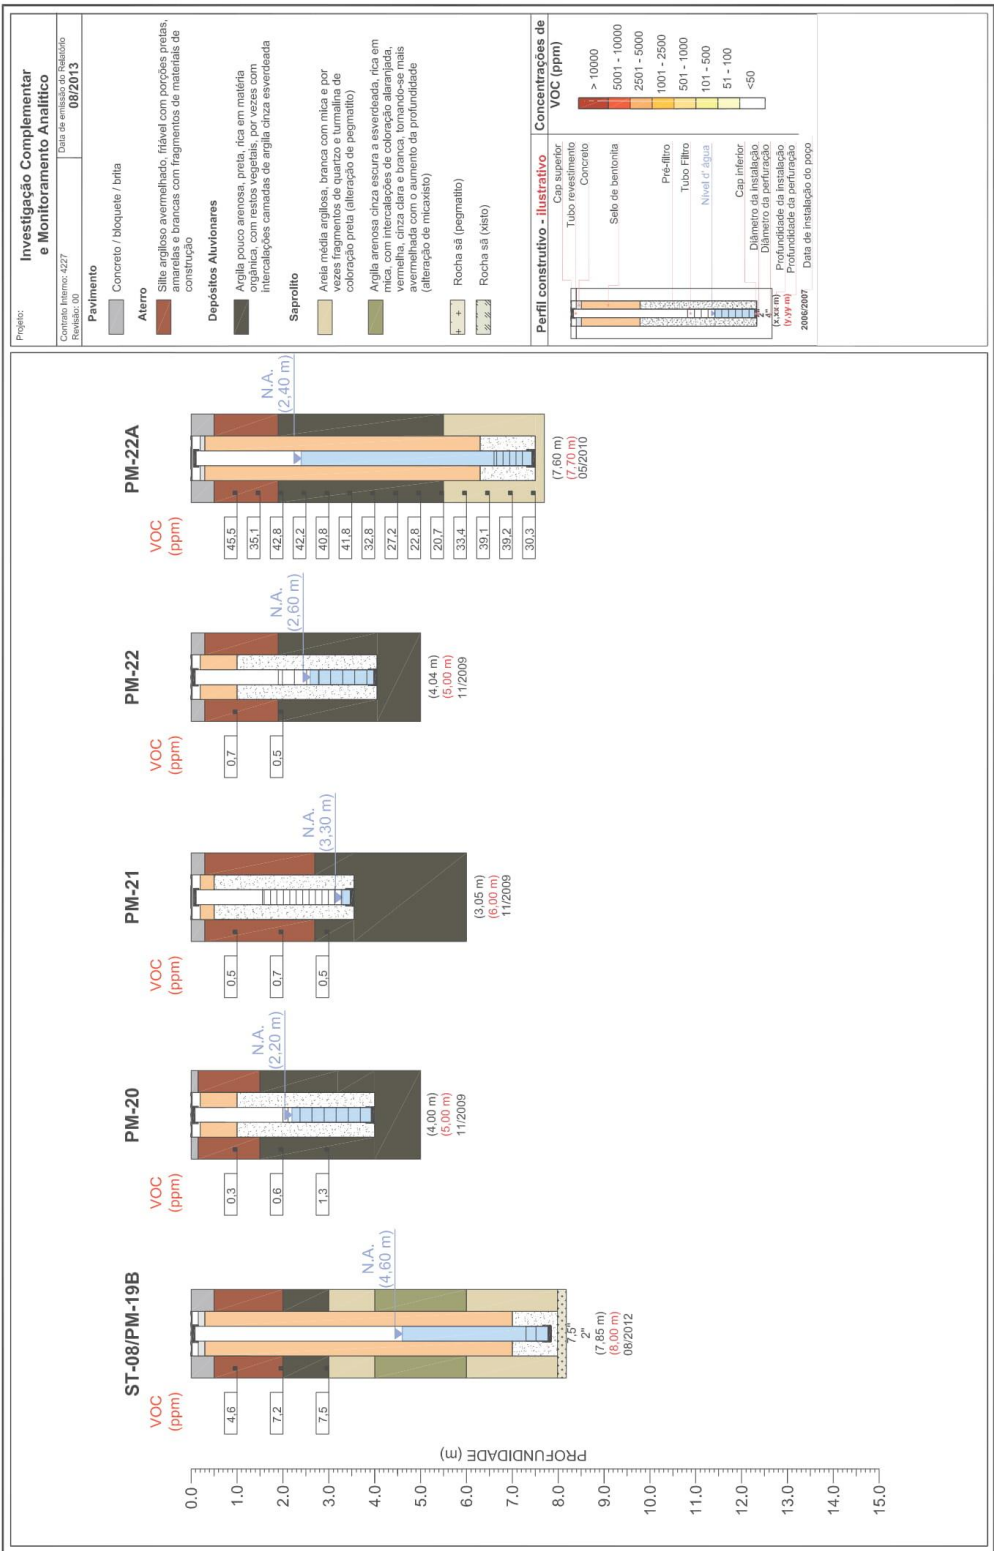 Projeto:
Investigação Complementar
e Monitoramento Analítico
Contrato Interno: 4227
Revisão: 00
Data de emissão do Relatório
08/2013
Pavimento
Concreto / bloquete / brita
Aterro
Silte argiloso avermelhado, friável com porções pretas,
amarelas e brancas com fragmentos de materiais de
construção
Depósitos Aluvionares
Argila pouco arenosa, preta, rica em matéria
orgânica, com restos vegetais, por vezes com
intercalações camadas de argila cinza esverdeada
Saprolito
Areia média argilosa, branca com mica e por
vezes fragmentos de quartzo e turmalina de
coloração preta (alteração de pegmatito)
Argila arenosa cinza escura a esverdeada, rica em
mica, com intercalações de coloração alaranjada,
vermelha, cinza clara e branca, tornando-se mais
avermelhada com o aumento da profundidade
(alteração de micaxisto)
Rocha sã (pegmatito)
Rocha sã (xisto)
Perfil construtivo - ilustrativo
Cap superior
Tubo revestimento
Concreto
Selo de bentonita
Pré-filtro
Tubo Filtro
Nível d' água
Cap inferior
Diâmetro da instalação
Diâmetro da perfuração
Profundidade da instalação
Profundidade da perfuração
Data de instalação do poço
2"
4"
(x,xx m)
(y,yy m)
2006/2007
Concentrações de
VOC (ppm)
> 10000
5001 - 10000
2501 - 5000
1001 - 2500
501 - 1000
101 - 500
51 - 100
<50
PROFUNDIDADE (m)
0.0
1.0
2.0
3.0
4.0
5.0
6.0
7.0
8.0
9.0
10.0
11.0
12.0
13.0
14.0
15.0
ST-08/PM-19B
VOC
(ppm)
4,6
7,2
7,5
N.A.
(4,60 m)
7,5"
2"
(7,85 m)
(8,00 m)
08/2012
PM-20
VOC
(ppm)
0,3
0,6
1,3
N.A.
(2,20 m)
(4,00 m)
(5,00 m)
11/2009
PM-21
VOC
(ppm)
0,5
0,7
0,5
N.A.
(3,30 m)
(3,05 m)
(6,00 m)
11/2009
PM-22
VOC
(ppm)
0,7
0,5
N.A.
(2,60 m)
(4,04 m)
(5,00 m)
11/2009
PM-22A
VOC
(ppm)
45,5
35,1
42,8
42,2
40,8
41,8
32,8
27,2
22,8
20,7
33,4
39,1
39,2
30,3
N.A.
(2,40 m)
(7,60 m)
(7,70 m)
05/2010